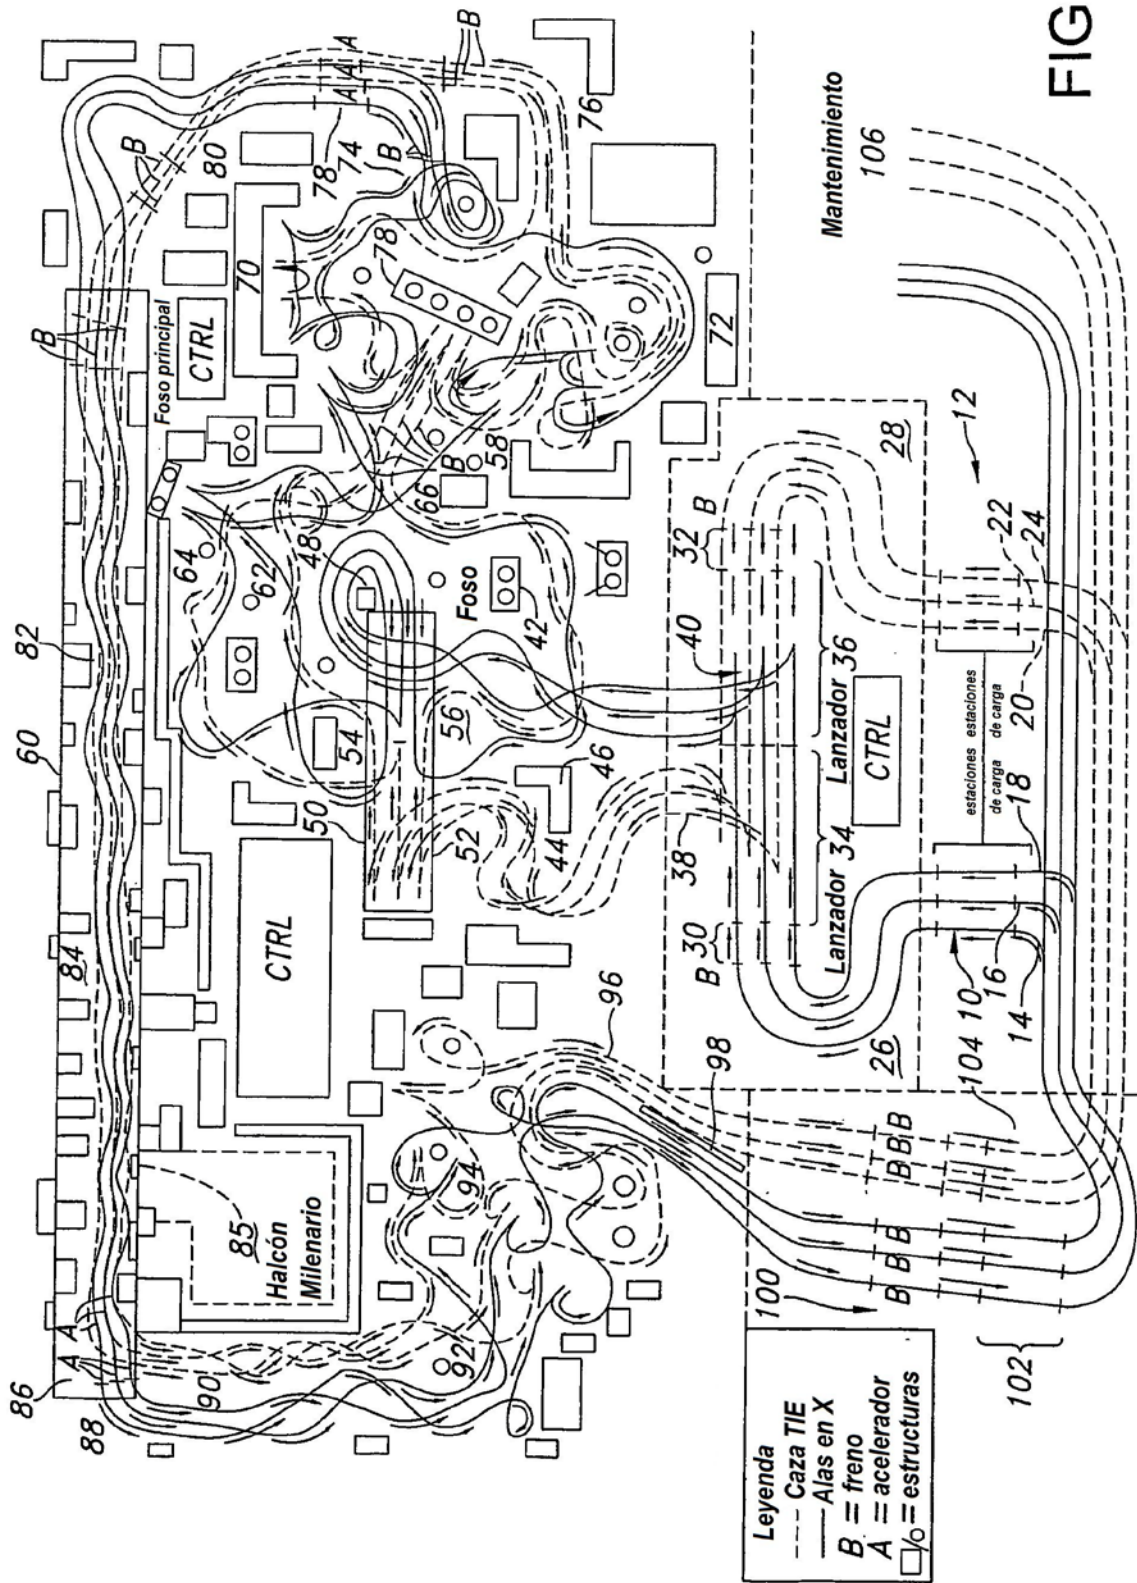 FIG
86
88
A
A
90
85
Halcón
Milenario
84
60
82
B
Foso principal
CTRL
B
80
70
78
74
B
78
A
A
A
B
76
72
64
62
48
66
B
58
50
54
56
Foso
42
CTRL
52
44
46
92
94
96
98
38
40
B
30
Lanzador 34
Lanzador 36
32
B
CTRL
26
28
12
Mantenimiento
106
10
16
14
18
estaciones
de carga
estaciones
de carga
20
22
24
104
100
B
B
B
B
B
B
102
Leyenda
--- Caza TIE
— Alas en X
B = freno
A = acelerador
□/○ = estructuras